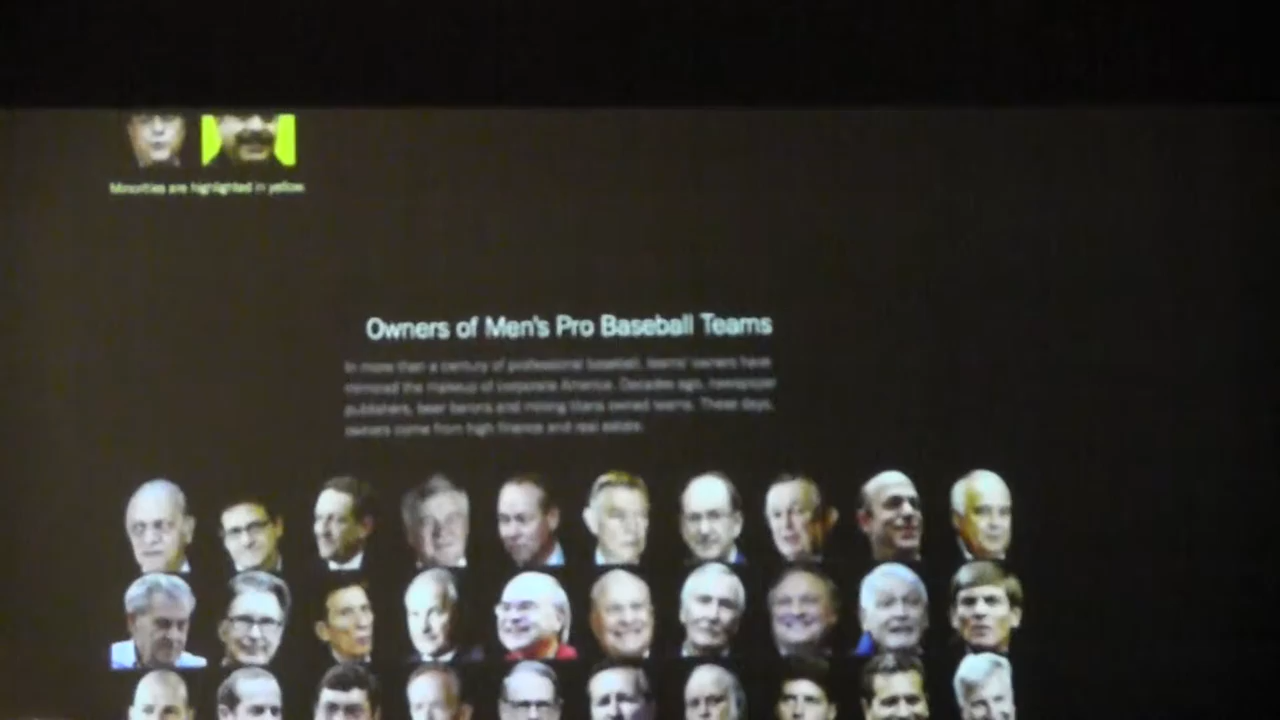 Minorities are highlighted in yellow.
Owners of Men's Pro Baseball Teams
In more than a century of professional baseball, teams' owners have
mirrored the makeup of corporate America. Decades ago, newspaper
publishers, beer barons and mining titans owned teams. These days,
owners come from high finance and real estate.